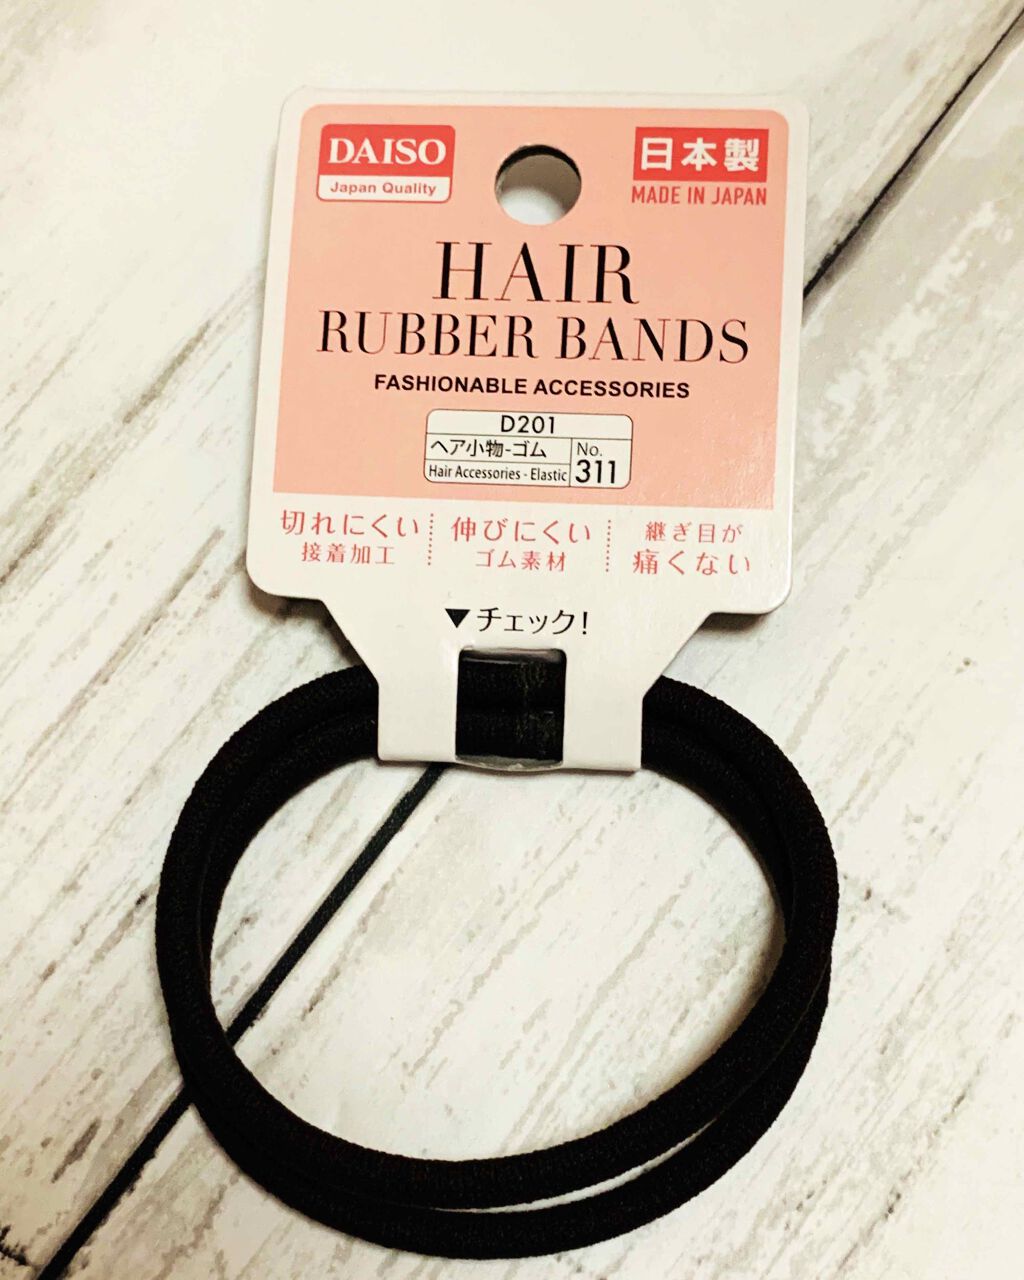 DAISO
Japan Quality
日本製
MADE IN JAPAN
HAIR
RUBBER BANDS
FASHIONABLE ACCESSORIES
D201
ヘア小物-ゴム
Hair Accessories - Elastic
No.
311
切れにくい
接着加工
伸びにくい
ゴム素材
継ぎ目が
痛くない
▼チェック!